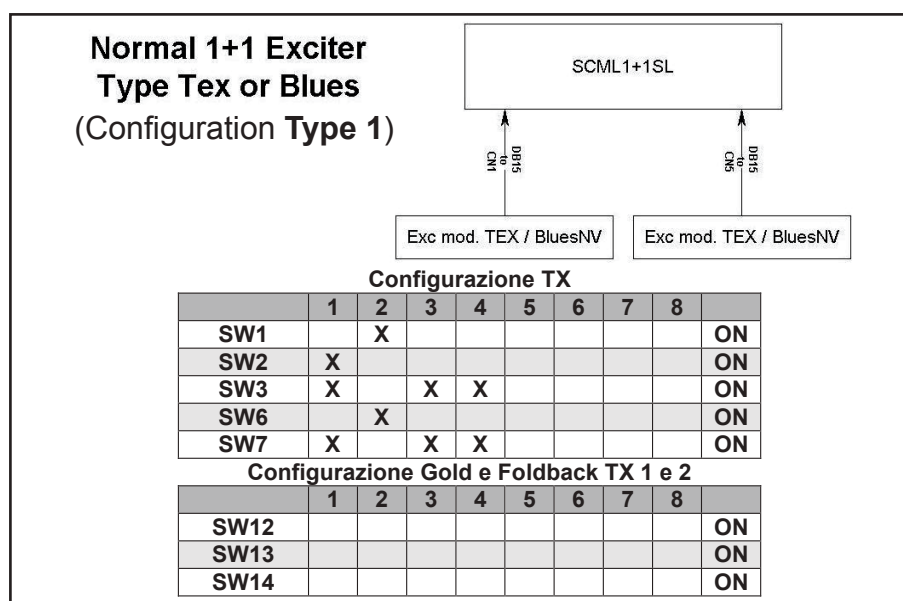 Normal 1+1 Exciter
Type Tex or Blues
(Configuration Type 1)
SCML1+1SL
DB15
to
CN1
DB15
to
CN5
Exc mod. TEX / BluesNV
Exc mod. TEX / BluesNV
Configurazione TX
1 2 3 4 5 6 7 8
SW1 X ON
SW2 X ON
SW3 X X X ON
SW6 X ON
SW7 X X X ON
Configurazione Gold e Foldback TX 1 e 2
1 2 3 4 5 6 7 8
SW12 ON
SW13 ON
SW14 ON